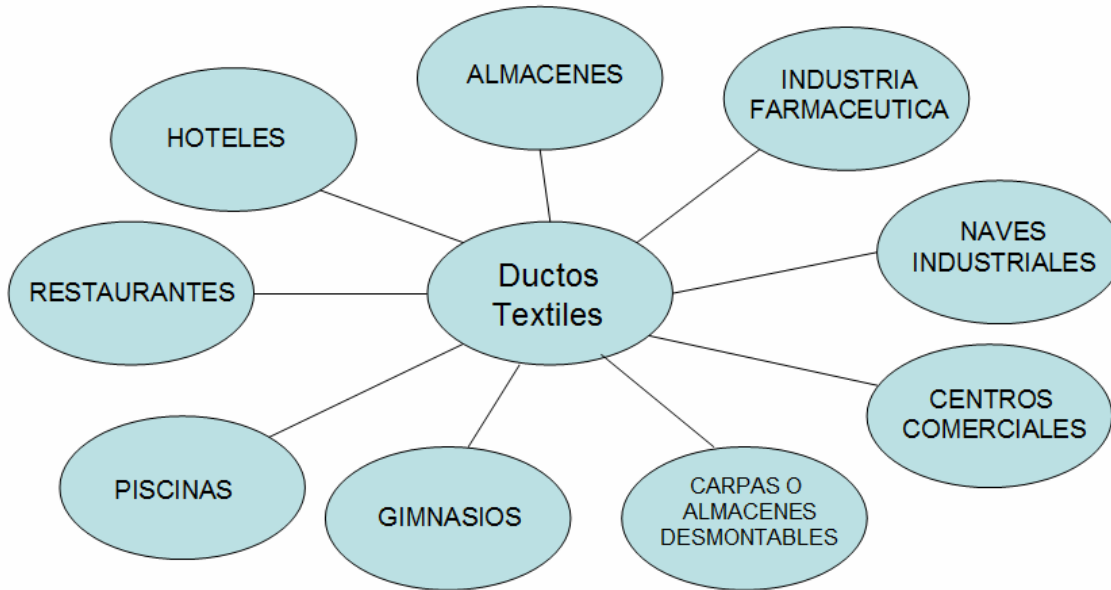 ALMACENES
INDUSTRIA
FARMACEUTICA
HOTELES
NAVES
INDUSTRIALES
RESTAURANTES
Ductos
Textiles
CENTROS
COMERCIALES
PISCINAS
GIMNASIOS
CARPAS O
ALMACENES
DESMONTABLES